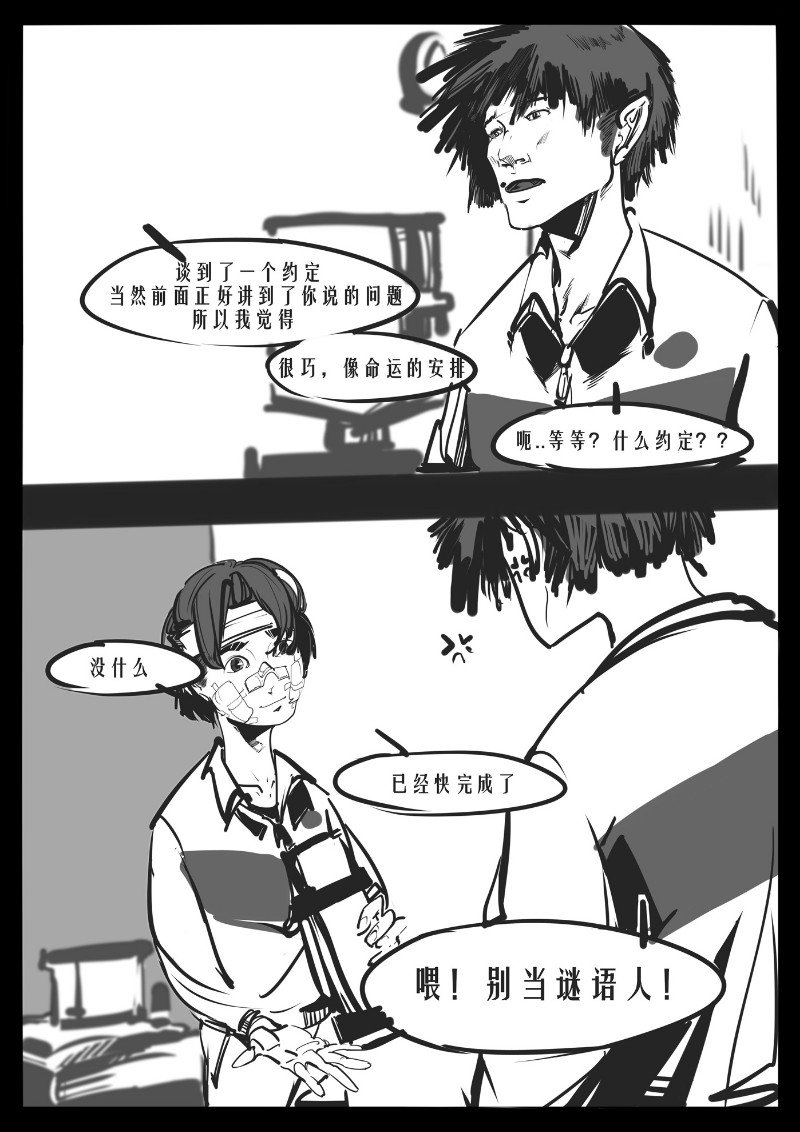 谈到了一个约定
当然前面正好讲到了你说的问题
所以我觉得
很巧，像命运的安排
呃..等等？什么约定？？
没什么
已经快完成了
喂！别当谜语人！